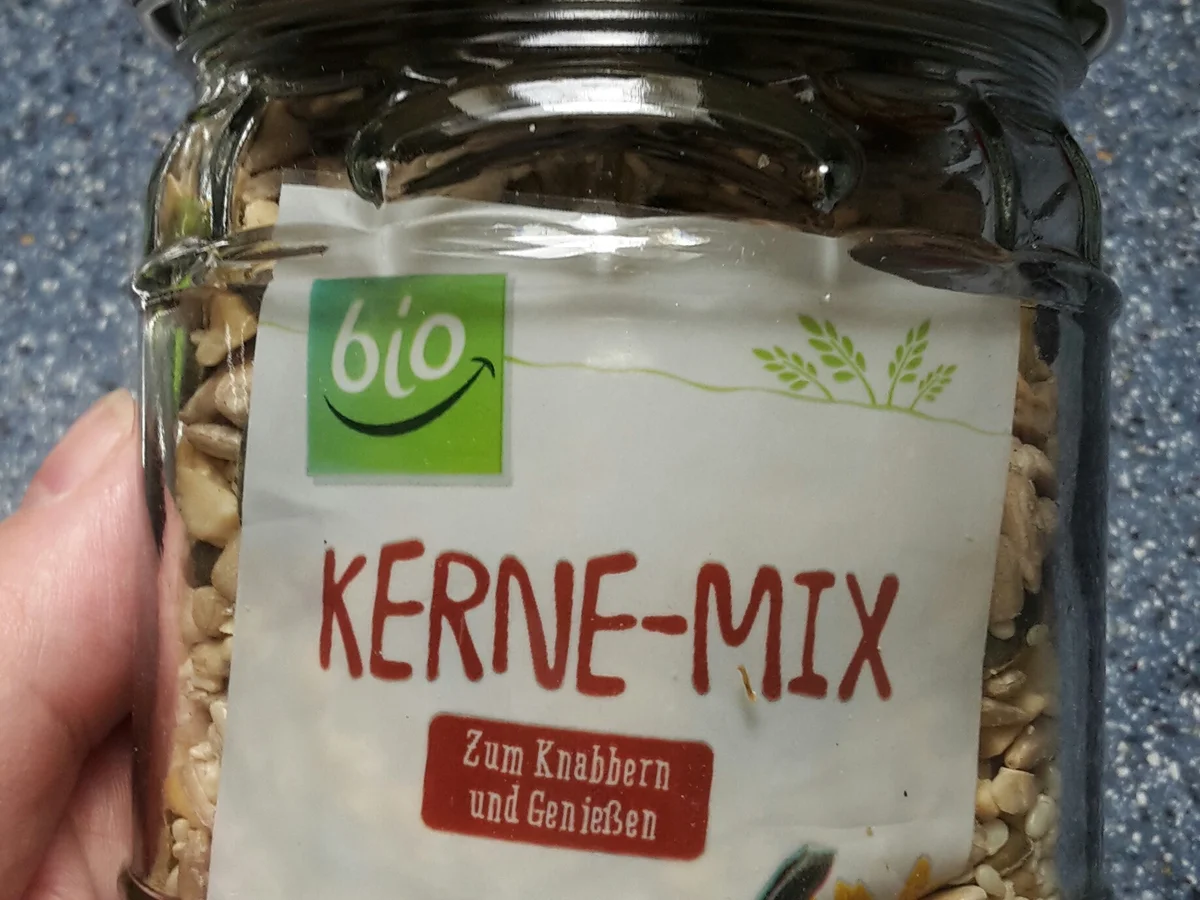 bio
KERNE-MIX
Zum Knabbern
und Genießen